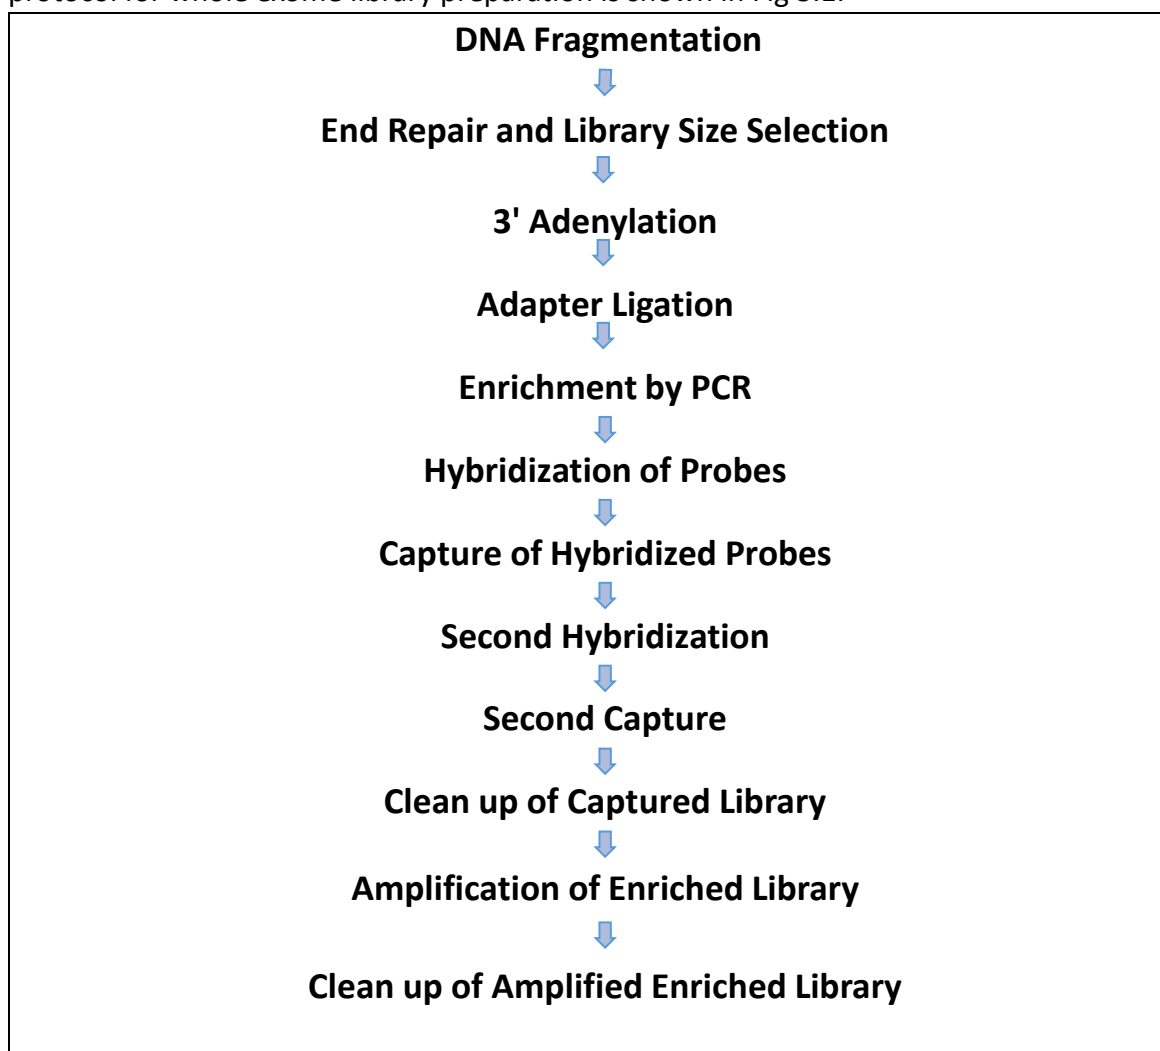 protocol for whole exome library preparation is shown in Fig 3.2.
DNA Fragmentation
End Repair and Library Size Selection
3' Adenylation
Adapter Ligation
Enrichment by PCR
Hybridization of Probes
Capture of Hybridized Probes
Second Hybridization
Second Capture
Clean up of Captured Library
Amplification of Enriched Library
Clean up of Amplified Enriched Library